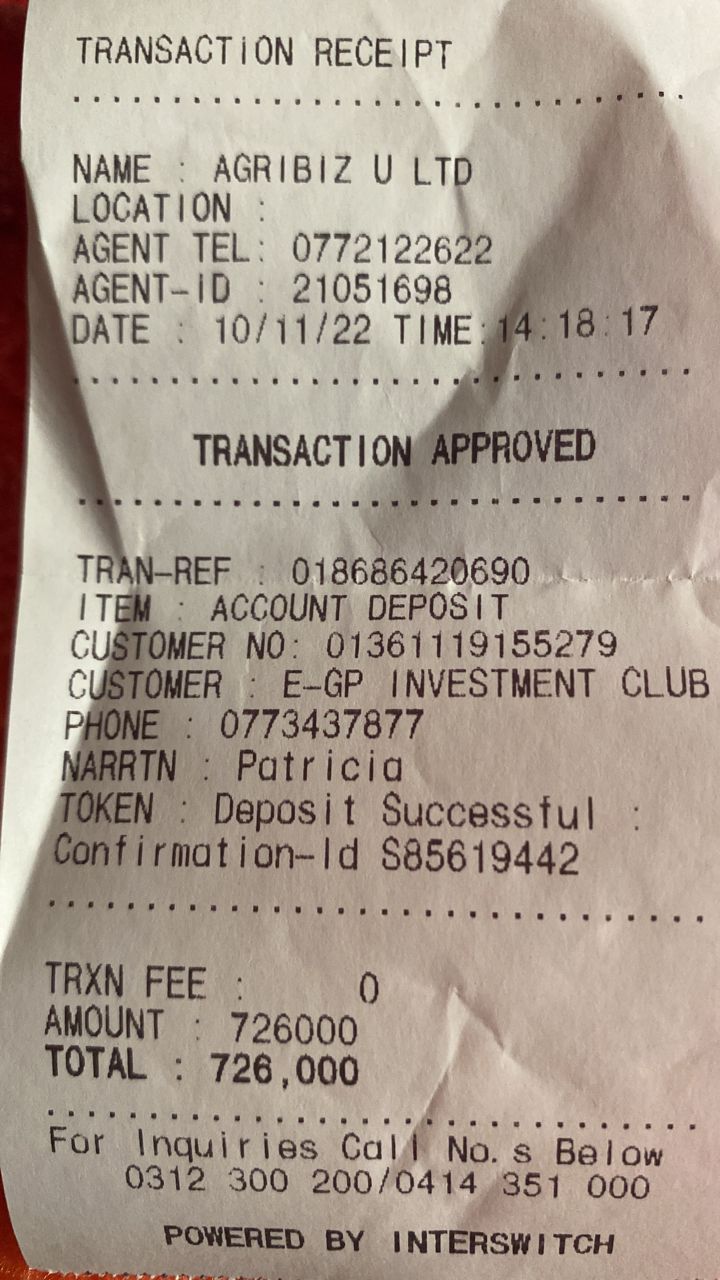 TRANSACTION RECEIPT
NAME : AGRIBIZ U LTD
LOCATION :
AGENT TEL: 0772122622
AGENT-ID : 21051698
DATE : 10/11/22 TIME:14:18:17
TRANSACTION APPROVED
TRAN-REF : 018686420690
ITEM : ACCOUNT DEPOSIT
CUSTOMER NO: 01361119155279
CUSTOMER : E-GP INVESTMENT CLUB
PHONE : 0773437877
NARRTN : Patricia
TOKEN : Deposit Successful :
Confirmation-Id S85619442
TRXN FEE : 0
AMOUNT : 726000
TOTAL : 726,000
For Inquiries Call No.s Below
0312 300 200/0414 351 000
POWERED BY INTERSWITCH